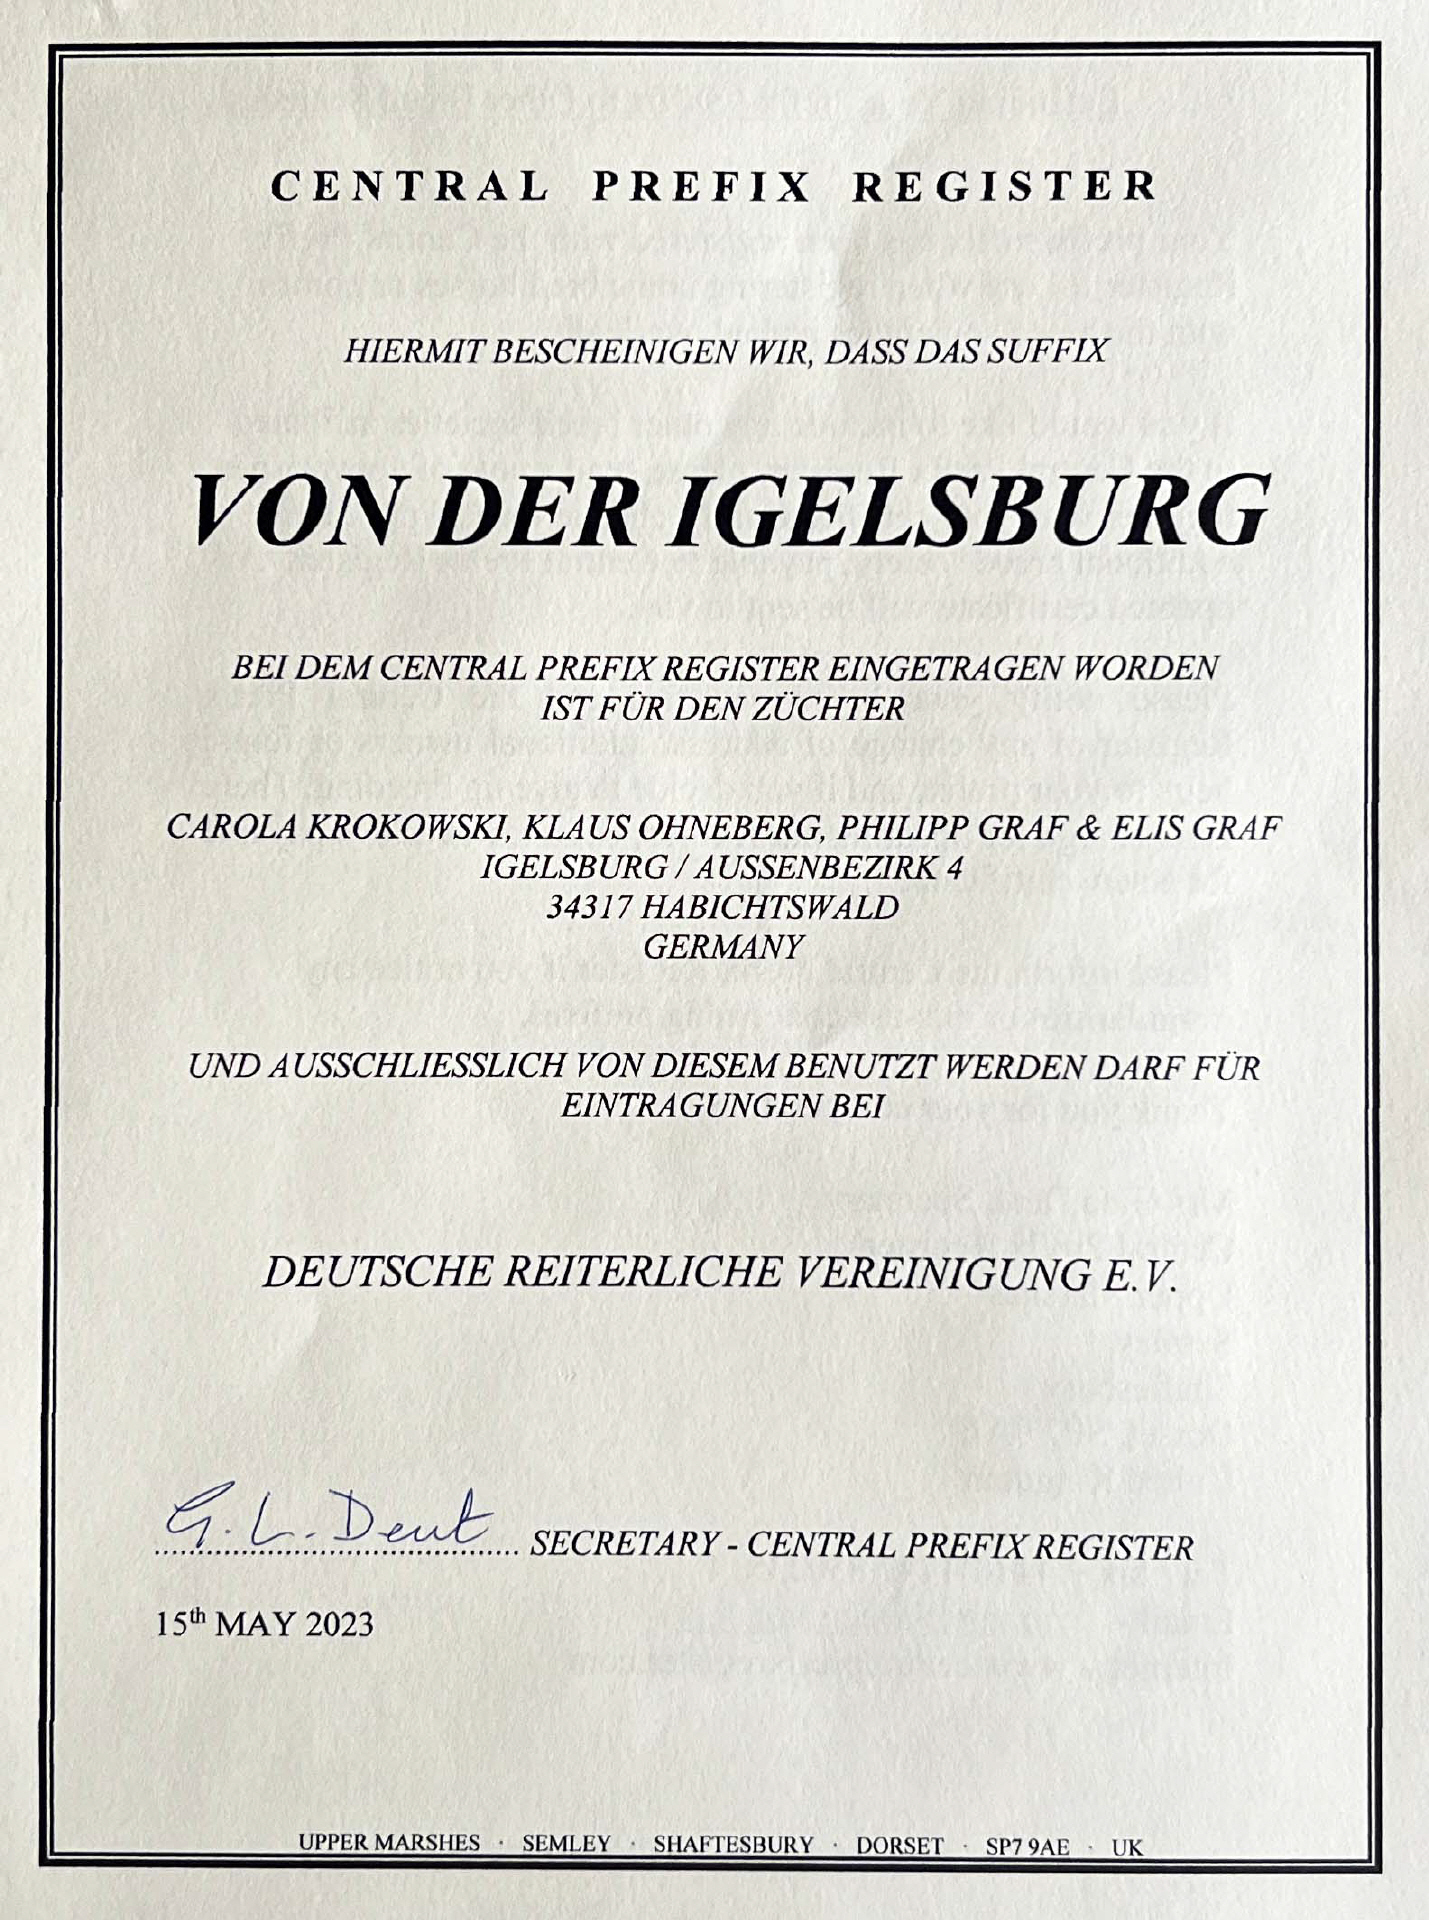 CENTRAL PREFIX REGISTER
HIERMIT BESCHEINIGEN WIR, DASS DAS SUFFIX
VON DER IGELSBURG
BEI DEM CENTRAL PREFIX REGISTER EINGETRAGEN WORDEN
IST FÜR DEN ZÜCHTER
CAROLA KROKOWSKI, KLAUS OHNEBERG, PHILIPP GRAF & ELIS GRAF
IGELSBURG / AUSSENBEZIRK 4
34317 HABICHTSWALD
GERMANY
UND AUSSCHLIESSLICH VON DIESEM BENUTZT WERDEN DARF FÜR
EINTRAGUNGEN BEI
DEUTSCHE REITERLICHE VEREINIGUNG E.V.
G. L. Dent SECRETARY - CENTRAL PREFIX REGISTER
15th MAY 2023
UPPER MARSHES · SEMLEY · SHAFTESBURY · DORSET · SP7 9AE · UK